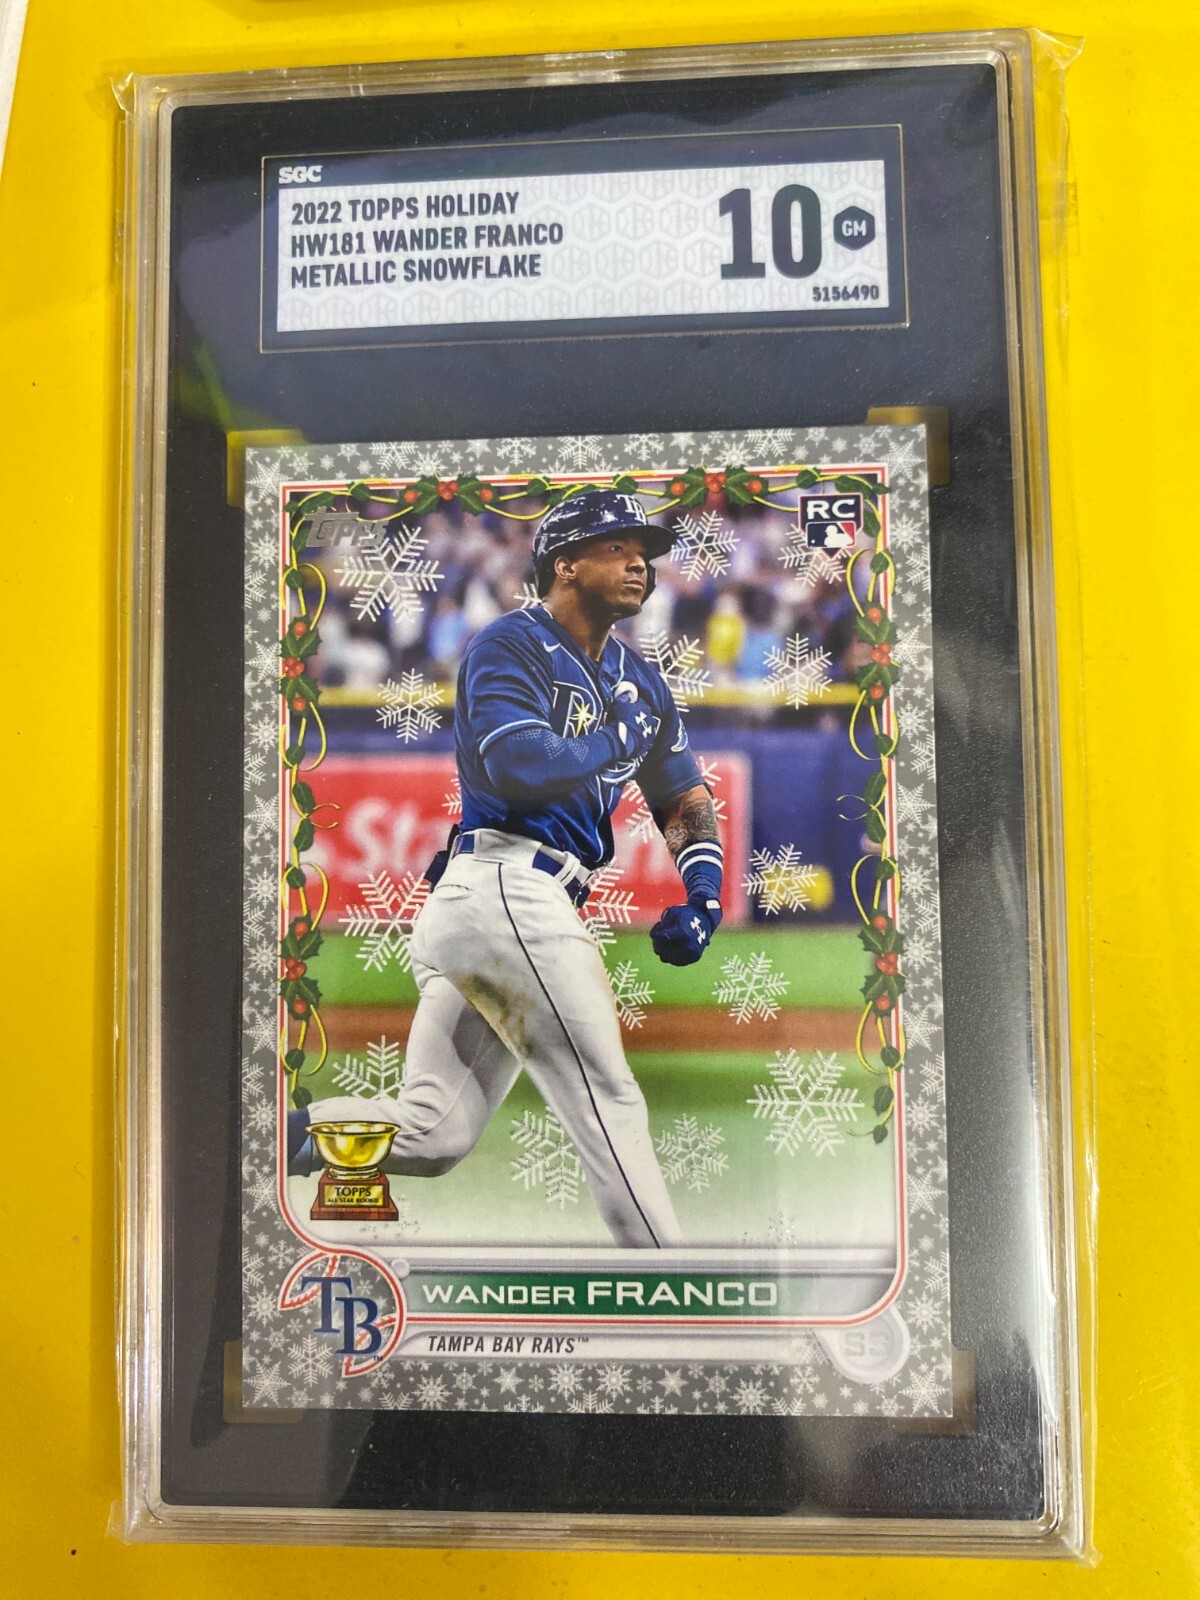 SGC
2022 TOPPS HOLIDAY
HW181 WANDER FRANCO
METALLIC SNOWFLAKE
10
GM
5156490
TOPPS
RC
TB
TOPPS
ALL STAR ROOKIE
TB
WANDER FRANCO
TAMPA BAY RAYS™
SS